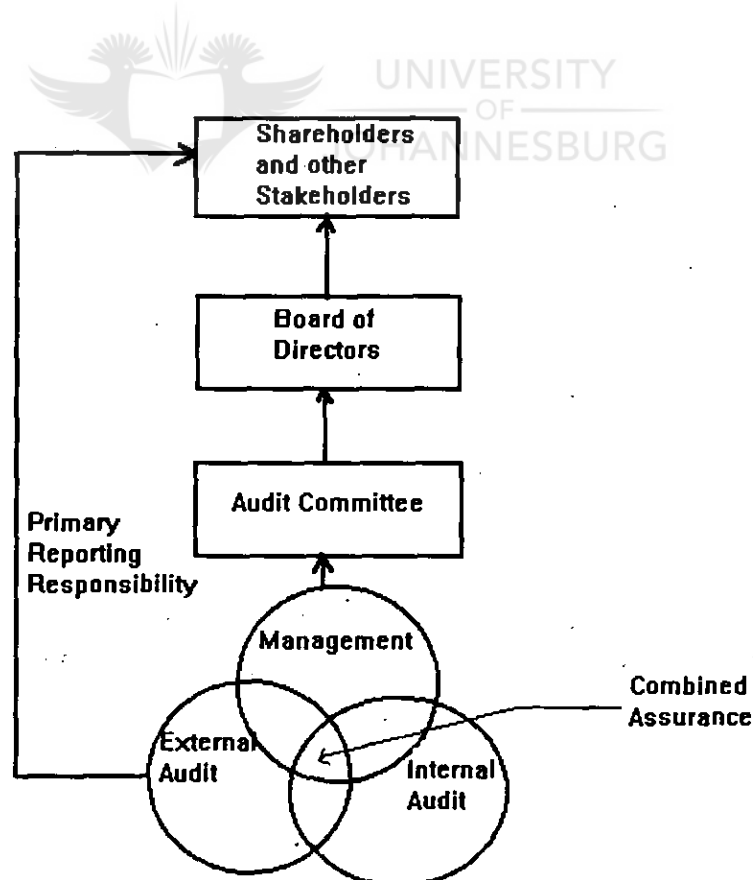 UNIVERSITY
OF
JOHANNESBURG
Shareholders
and other
Stakeholders
Board of
Directors
Audit Committee
Primary
Reporting
Responsibility
Management
Combined
Assurance
External
Audit
Internal
Audit